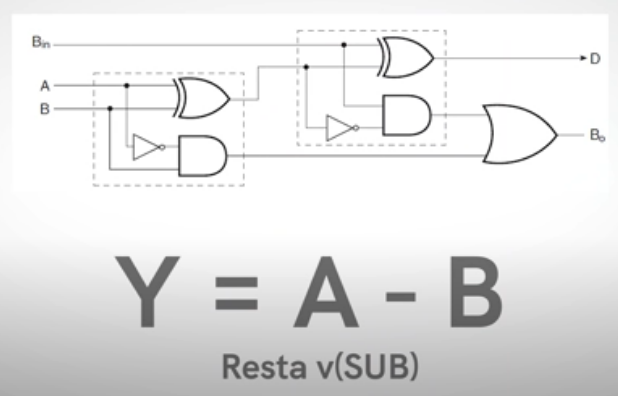 Bin
D
A
B
Bo
Y = A - B
Resta v(SUB)